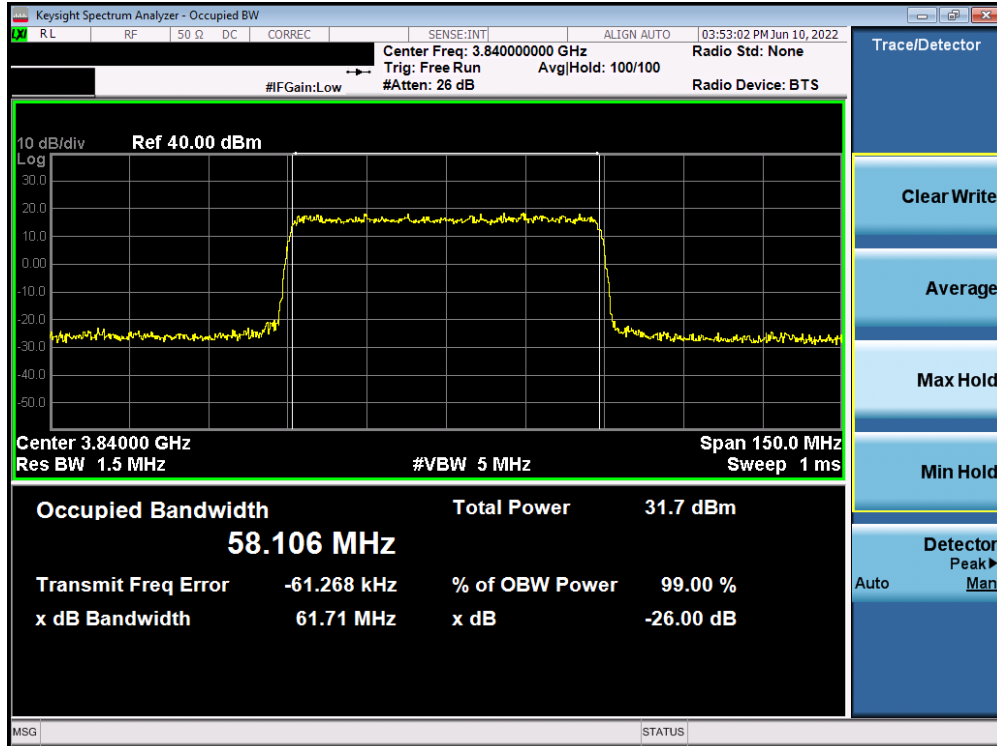 Keysight Spectrum Analyzer - Occupied BW
LXI RL RF 50 Ω DC CORREC SENSE:INT ALIGN AUTO 03:53:02 PM Jun 10, 2022
Center Freq: 3.840000000 GHz Radio Std: None
Trig: Free Run Avg|Hold: 100/100
#IFGain:Low #Atten: 26 dB Radio Device: BTS
10 dB/div Ref 40.00 dBm
Log
30.0
20.0
10.0
0.00
-10.0
-20.0
-30.0
-40.0
-50.0
Center 3.84000 GHz Span 150.0 MHz
Res BW 1.5 MHz #VBW 5 MHz Sweep 1 ms
Occupied Bandwidth Total Power 31.7 dBm
58.106 MHz
Transmit Freq Error -61.268 kHz % of OBW Power 99.00 %
x dB Bandwidth 61.71 MHz x dB -26.00 dB
MSG STATUS
Trace/Detector
Clear Write
Average
Max Hold
Min Hold
Detector
Peak
Auto Man